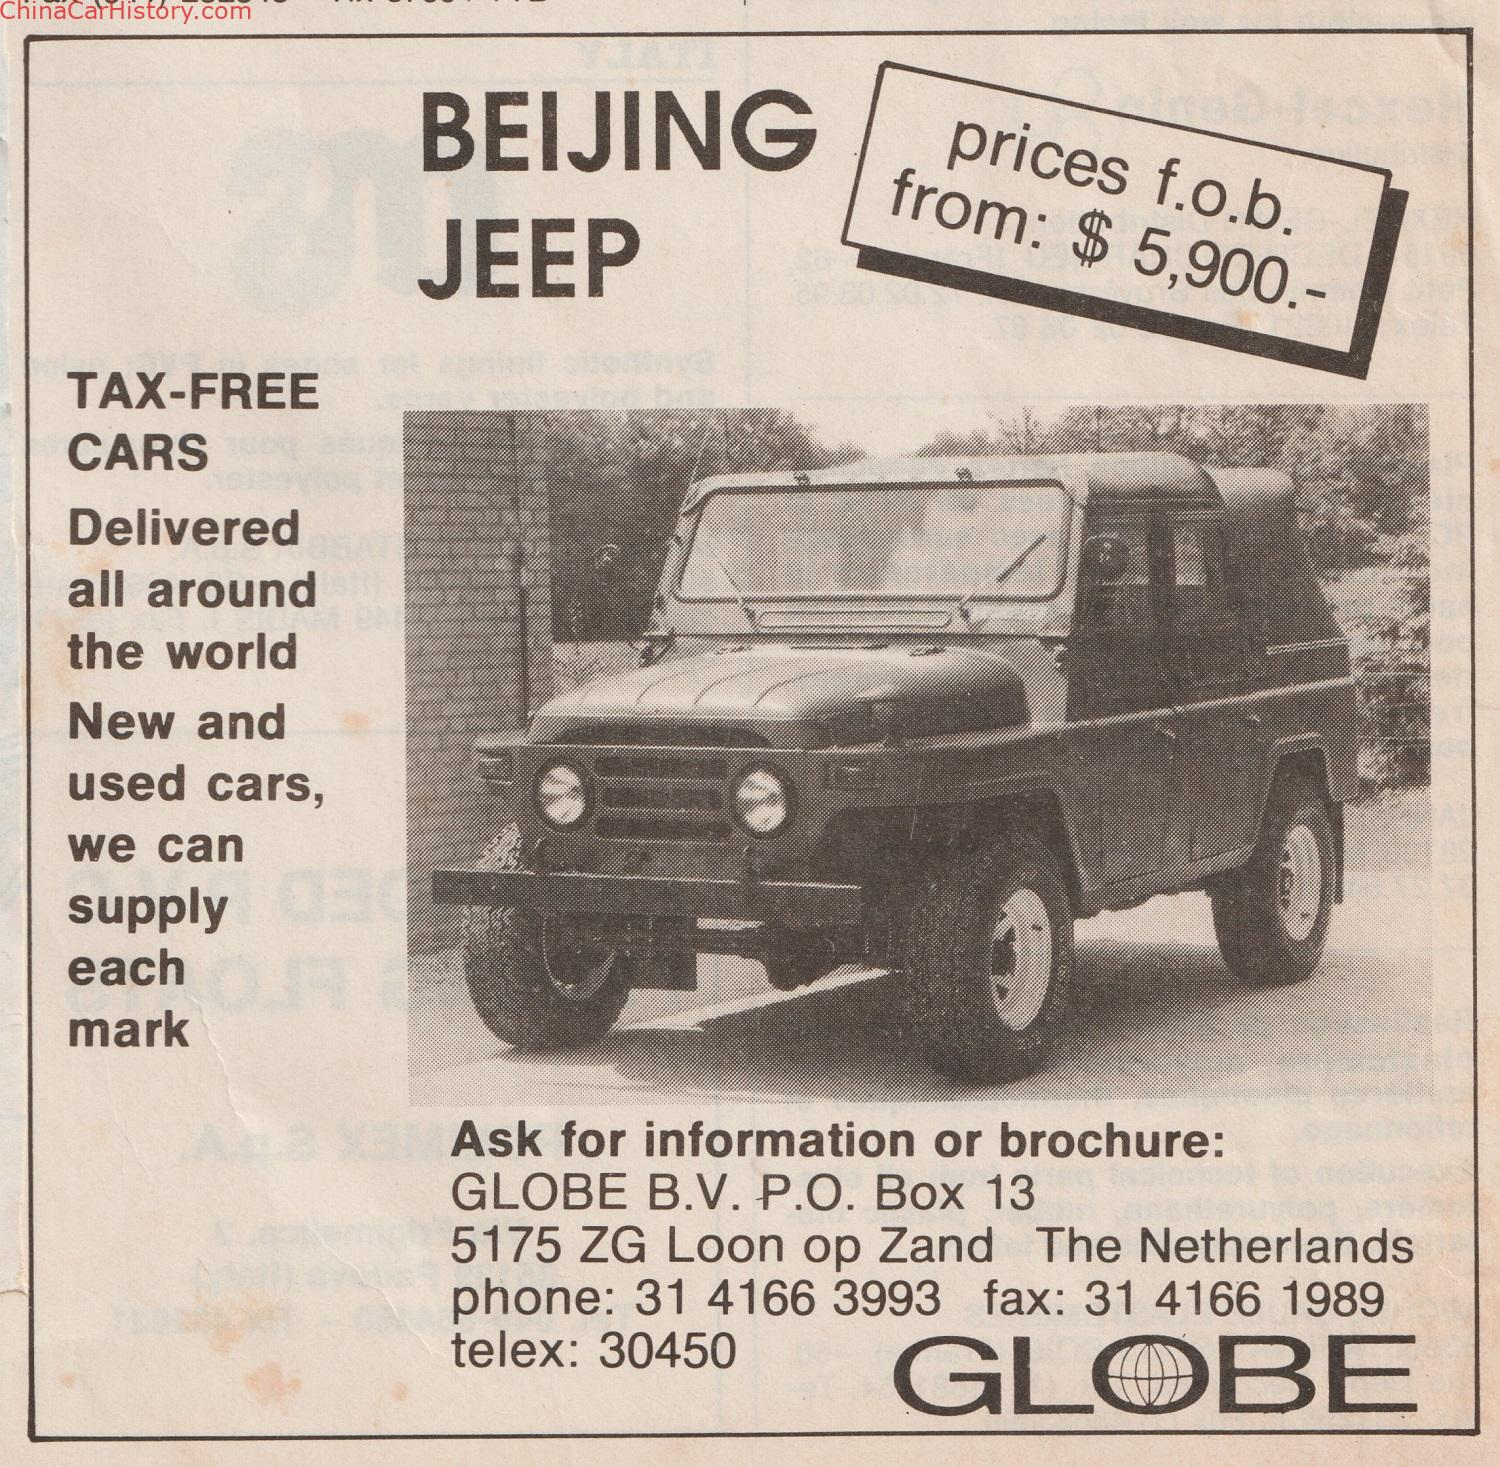 ChinaCarHistory.com
BEIJING
JEEP
prices f.o.b.
from: $ 5,900.-
TAX-FREE
CARS
Delivered
all around
the world
New and
used cars,
we can
supply
each
mark
Ask for information or brochure:
GLOBE B.V. P.O. Box 13
5175 ZG Loon op Zand The Netherlands
phone: 31 4166 3993 fax: 31 4166 1989
telex: 30450
GLOBE